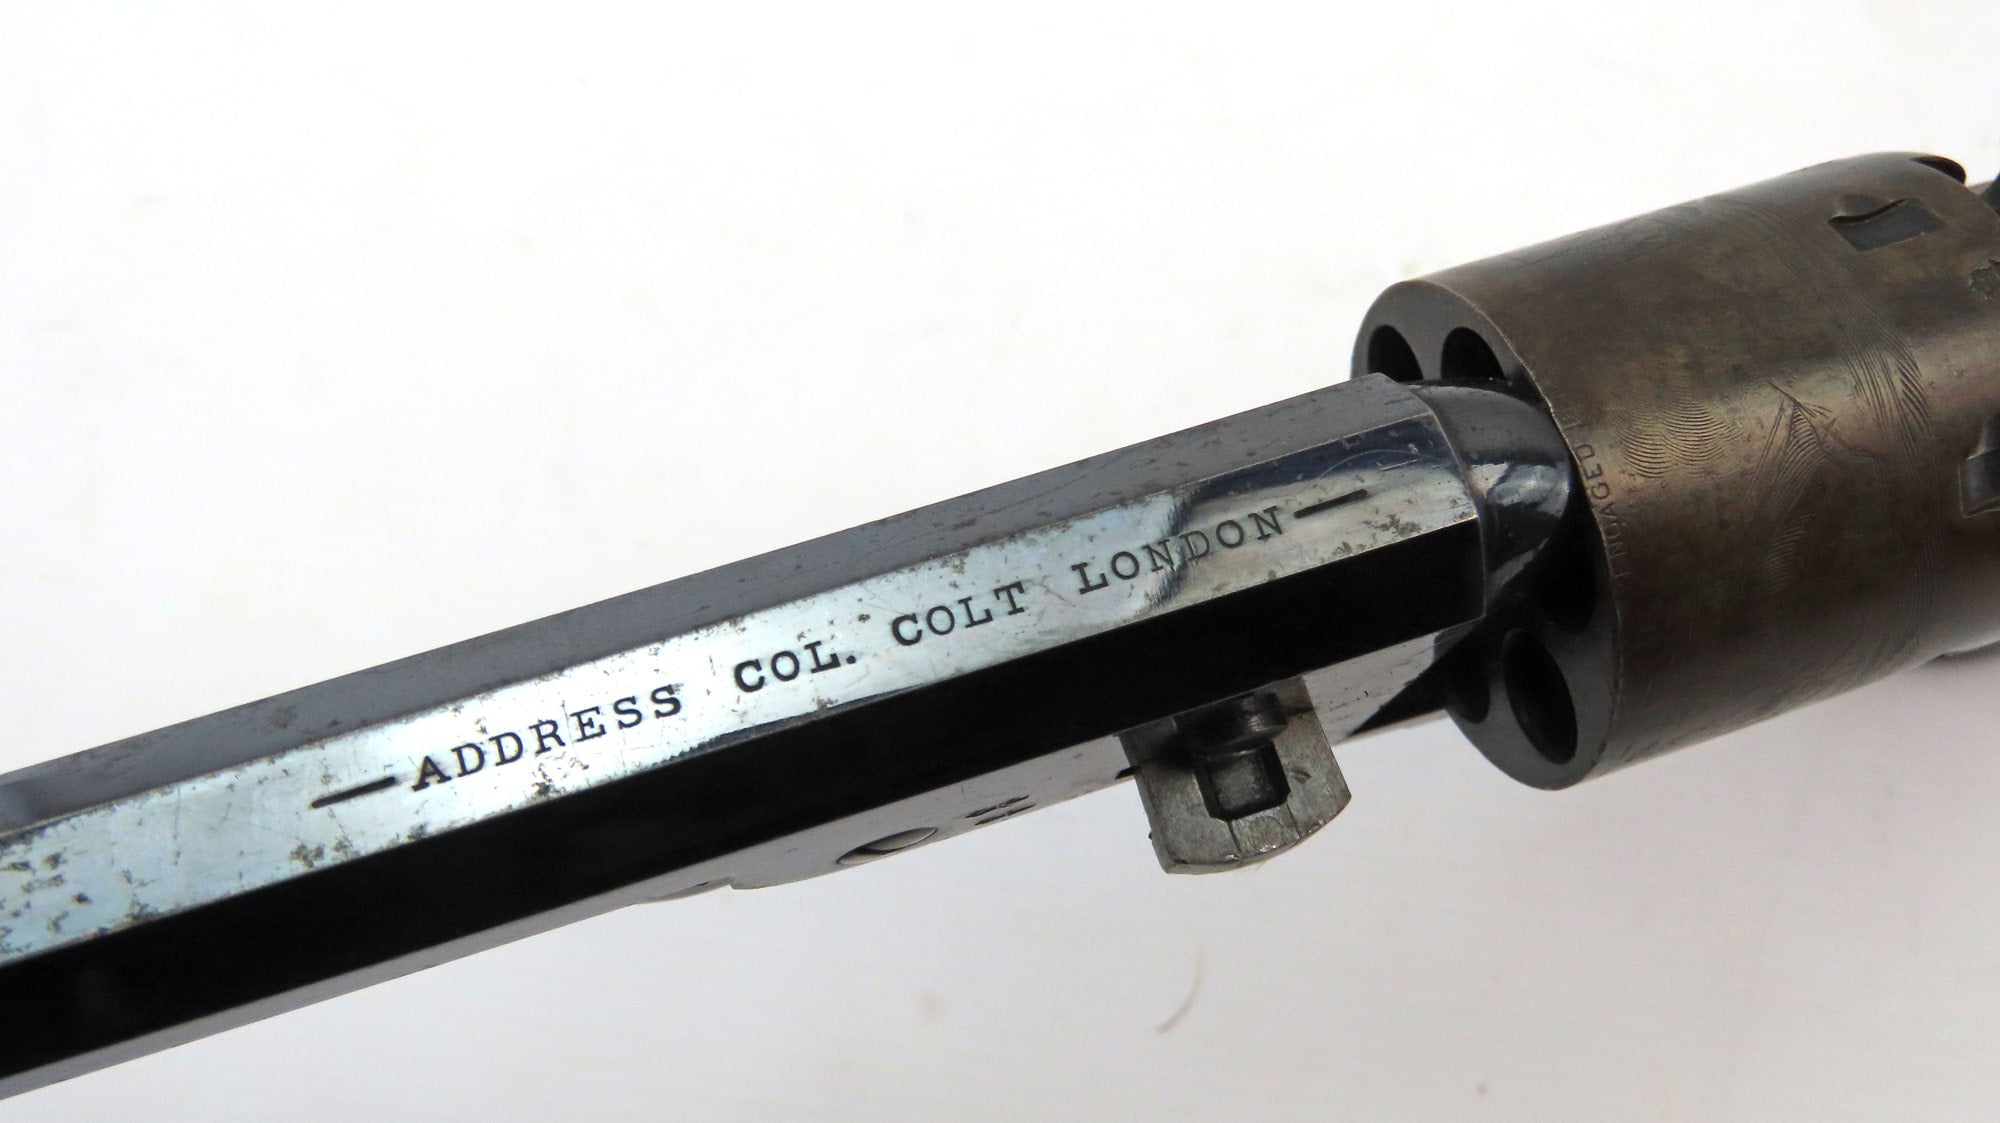 —ADDRESS COL. COLT LONDON—